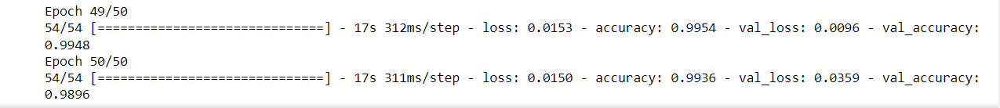 Epoch 49/50
54/54 [==============================] - 17s 312ms/step - loss: 0.0153 - accuracy: 0.9954 - val_loss: 0.0096 - val_accuracy:
0.9948
Epoch 50/50
54/54 [==============================] - 17s 311ms/step - loss: 0.0150 - accuracy: 0.9936 - val_loss: 0.0359 - val_accuracy:
0.9896